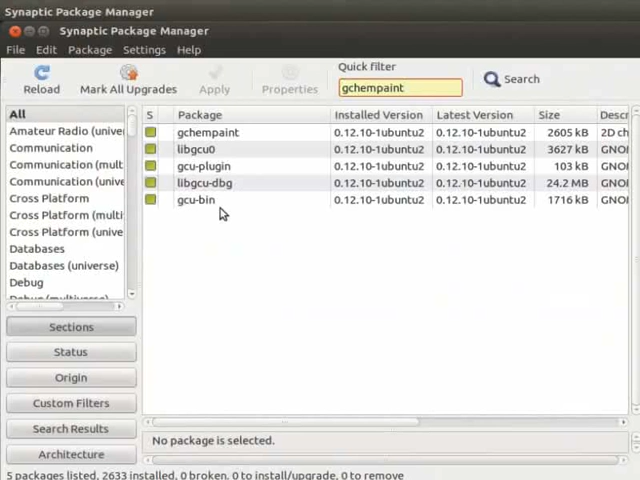 Synaptic Package Manager
Synaptic Package Manager
File Edit Package Settings Help
Reload Mark All Upgrades Apply Properties Quick filter gchempaint Search
All
Amateur Radio (unive
Communication
Communication (mult
Communication (unive
Cross Platform
Cross Platform (multi
Cross Platform (unive
Databases
Databases (universe)
Debug
Debug (multiverse)
S Package Installed Version Latest Version Size Descr
gchempaint 0.12.10-1ubuntu2 0.12.10-1ubuntu2 2605 kB 2D ch
libgcu0 0.12.10-1ubuntu2 0.12.10-1ubuntu2 3627 kB GNO
gcu-plugin 0.12.10-1ubuntu2 0.12.10-1ubuntu2 103 kB GNO
libgcu-dbg 0.12.10-1ubuntu2 0.12.10-1ubuntu2 24.2 MB GNO
gcu-bin 0.12.10-1ubuntu2 0.12.10-1ubuntu2 1716 kB GNO
Sections
Status
Origin
Custom Filters
Search Results
Architecture
No package is selected.
5 packages listed, 2633 installed, 0 broken. 0 to install/upgrade, 0 to remove